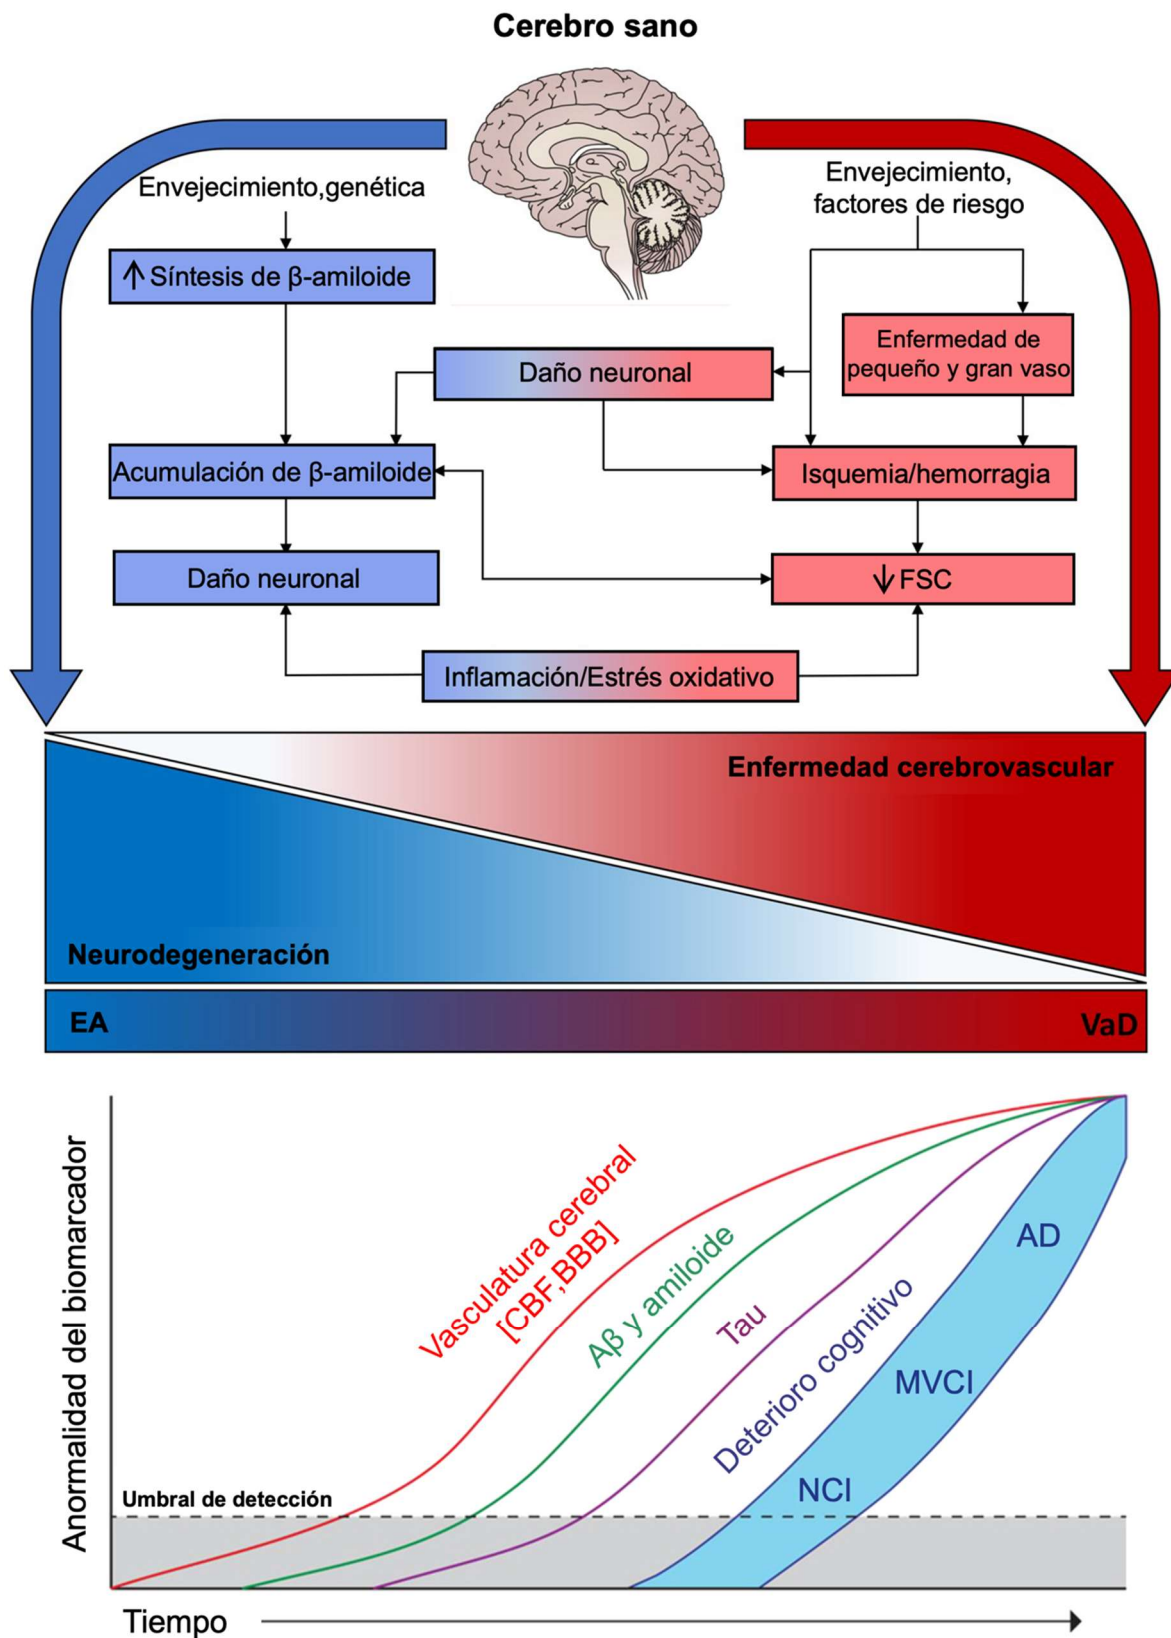 Cerebro sano
Envejecimiento,genética
Envejecimiento,
factores de riesgo
↑ Síntesis de β-amiloide
Enfermedad de
pequeño y gran vaso
Daño neuronal
Acumulación de β-amiloide
Isquemia/hemorragia
Daño neuronal
↓ FSC
Inflamación/Estrés oxidativo
Enfermedad cerebrovascular
Neurodegeneración
EA
VaD
Anormalidad del biomarcador
Vasculatura cerebral
[CBF,BBB]
Aβ y amiloide
Tau
Deterioro cognitivo
AD
MVCI
NCI
Umbral de detección
Tiempo